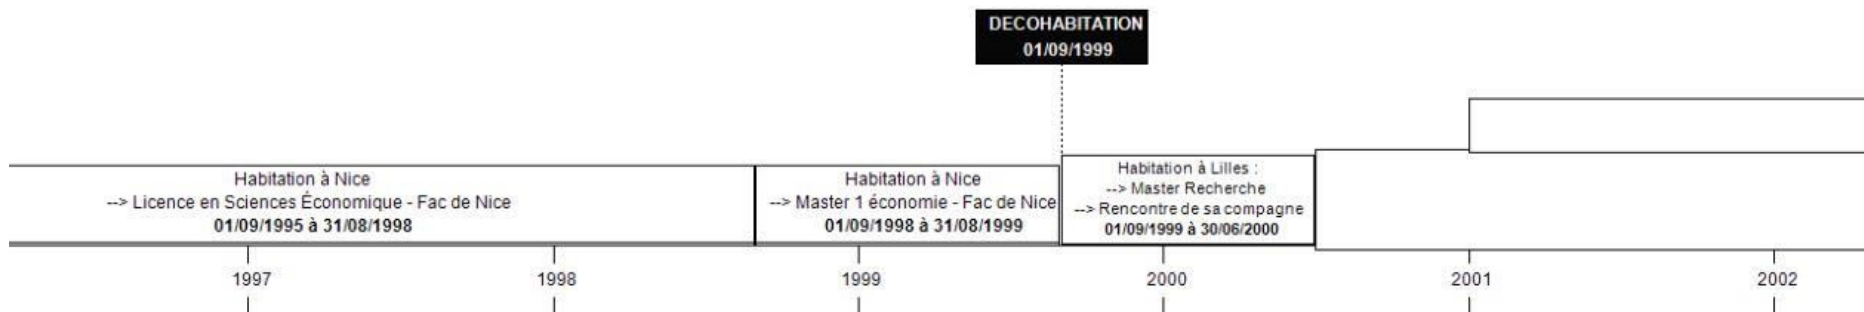 DECOHABITATION
01/09/1999
Habitation à Nice
--> Licence en Sciences Économique - Fac de Nice
01/09/1995 à 31/08/1998
Habitation à Nice
--> Master 1 économie - Fac de Nice
01/09/1998 à 31/08/1999
Habitation à Lilles :
--> Master Recherche
--> Rencontre de sa compagne
01/09/1999 à 30/06/2000
1997
1998
1999
2000
2001
2002